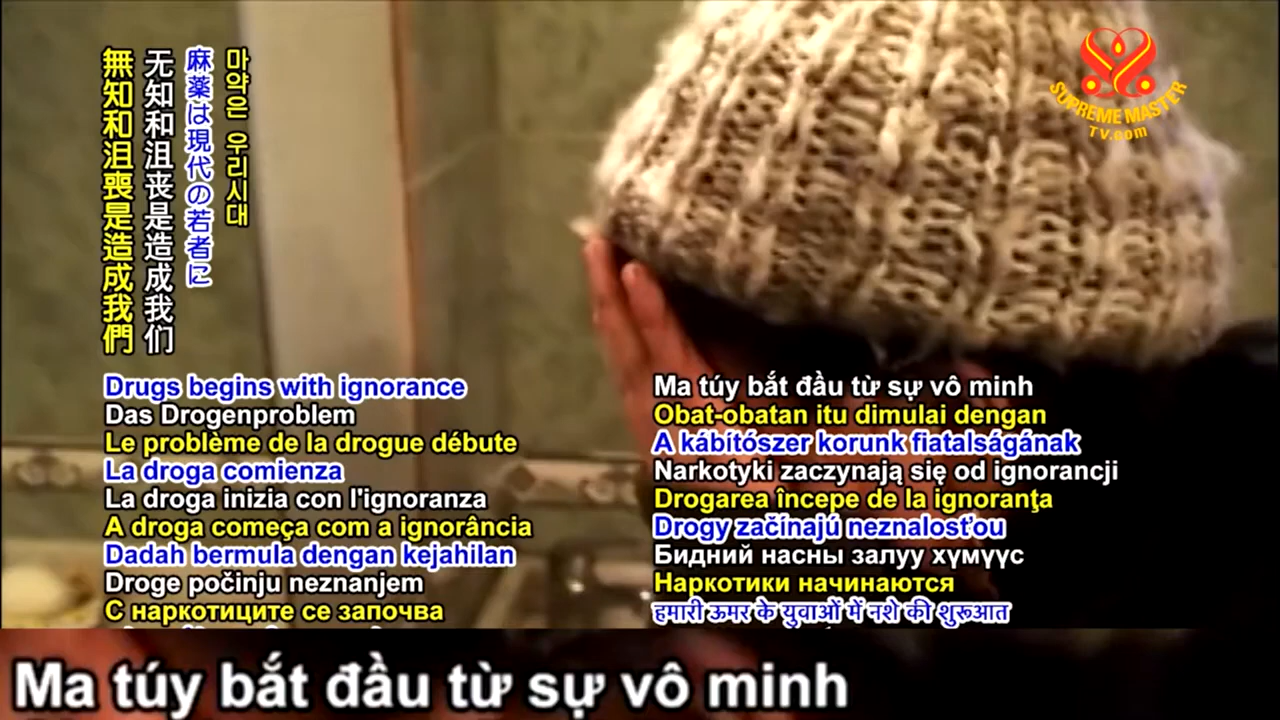 無知和沮喪是造成我們
无知和沮丧是造成我们
麻薬は現代の若者に
마약은 우리시대
SUPREME MASTER
TV.com
Drugs begins with ignorance
Das Drogenproblem
Le problème de la drogue débute
La droga comienza
La droga inizia con l'ignoranza
A droga começa com a ignorância
Dadah bermula dengan kejahilan
Droge počinju neznanjem
С наркотиците се започва
Ma túy bắt đầu từ sự vô minh
Obat-obatan itu dimulai dengan
A kábítószer korunk fiatalságának
Narkotyki zaczynają się od ignorancji
Drogarea începe de la ignoranţa
Drogy začínajú neznalosťou
Бидний насны залуу хүмүүс
Наркотики начинаются
हमारी ऊमर के युवाओं में नशे की शुरूआत
Ma túy bắt đầu từ sự vô minh